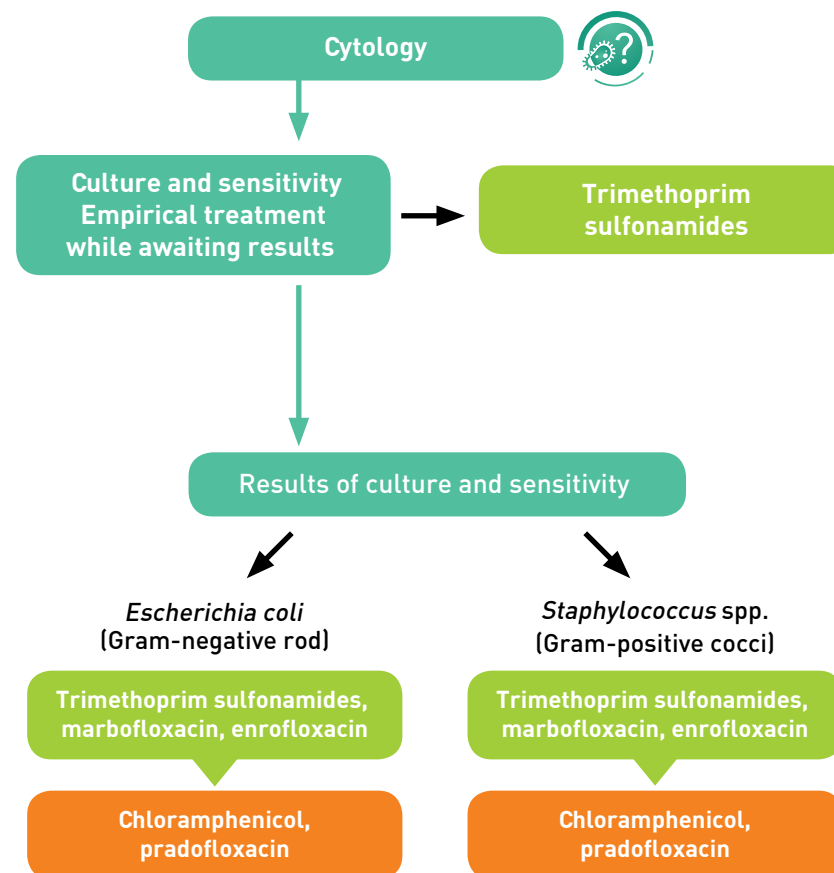 Cytology
?
Culture and sensitivity
Empirical treatment
while awaiting results
Trimethoprim
sulfonamides
Results of culture and sensitivity
Escherichia coli
(Gram-negative rod)
Staphylococcus spp.
(Gram-positive cocci)
Trimethoprim sulfonamides,
marbofloxacin, enrofloxacin
Trimethoprim sulfonamides,
marbofloxacin, enrofloxacin
Chloramphenicol,
pradofloxacin
Chloramphenicol,
pradofloxacin